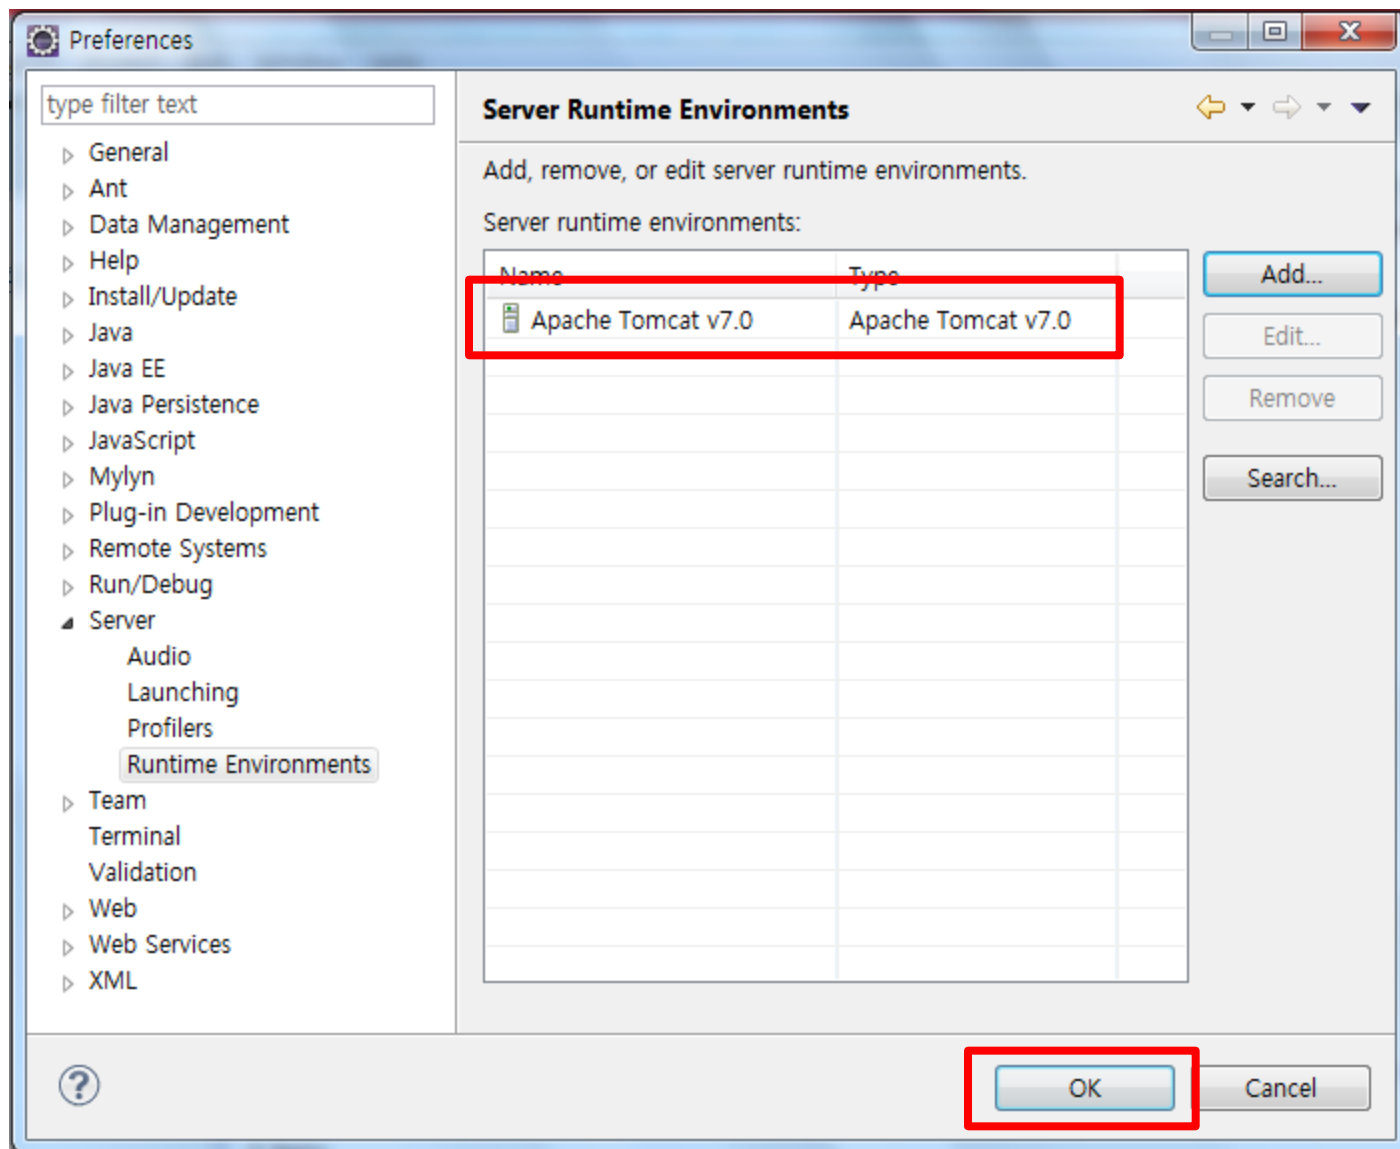 Preferences
type filter text
General
Ant
Data Management
Help
Install/Update
Java
Java EE
Java Persistence
JavaScript
Mylyn
Plug-in Development
Remote Systems
Run/Debug
Server
Audio
Launching
Profilers
Runtime Environments
Team
Terminal
Validation
Web
Web Services
XML
Server Runtime Environments
Add, remove, or edit server runtime environments.
Server runtime environments:
Name Type
Apache Tomcat v7.0 Apache Tomcat v7.0
Add...
Edit...
Remove
Search...
?
OK Cancel